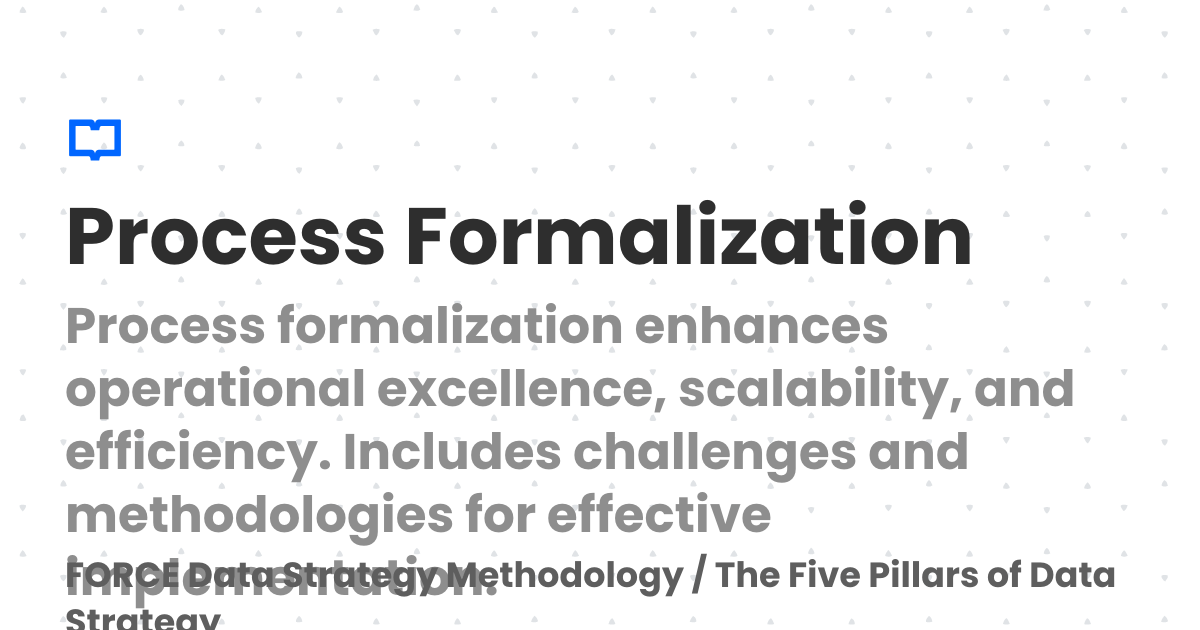 Process Formalization
Process formalization enhances
operational excellence, scalability, and
efficiency. Includes challenges and
methodologies for effective
implementation.
FORCE Data Strategy Methodology / The Five Pillars of Data
Strategy